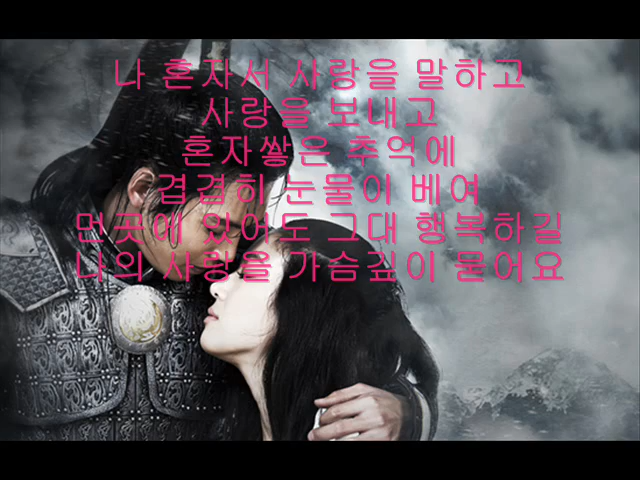 나 혼자서 사랑을 말하고
사랑을 보내고
혼자쌓은 추억에
겹겹히 눈물이 베여
먼곳에 있어도 그대 행복하길
나의 사랑을 가슴깊이 묻어요